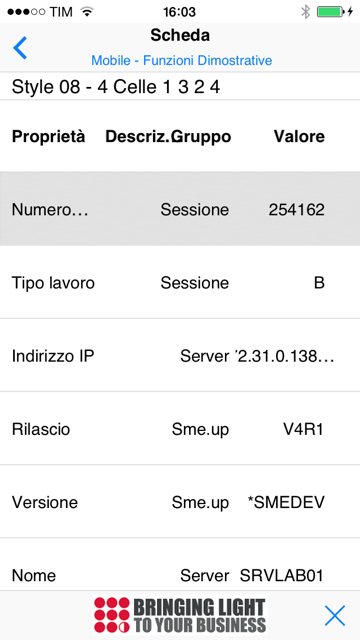 TIM 16:03
Scheda
Mobile - Funzioni Dimostrative
Style 08 - 4 Celle 1 3 2 4
Proprietà Descriz.Gruppo Valore
Numero… Sessione 254162
Tipo lavoro Sessione B
Indirizzo IP Server 2.31.0.138…
Rilascio Sme.up V4R1
Versione Sme.up *SMEDEV
Nome Server SRVLAB01
BRINGING LIGHT
TO YOUR BUSINESS